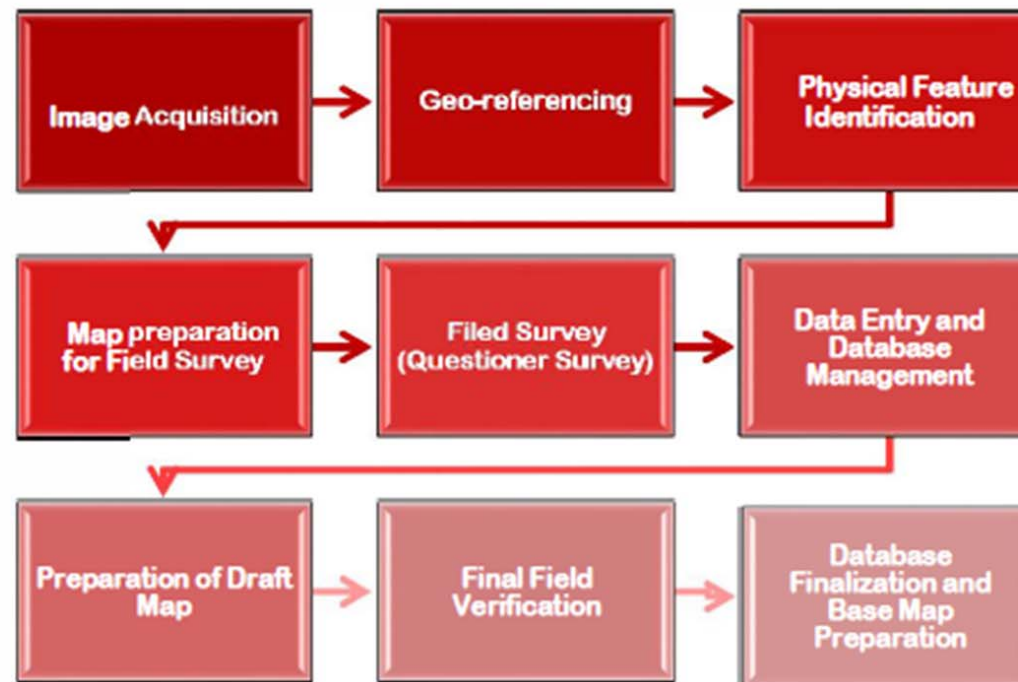 Image Acquisition
Geo-referencing
Physical Feature
Identification
Map preparation
for Field Survey
Filed Survey
(Questioner Survey)
Data Entry and
Database
Management
Preparation of Draft
Map
Final Field
Verification
Database
Finalization and
Base Map
Preparation